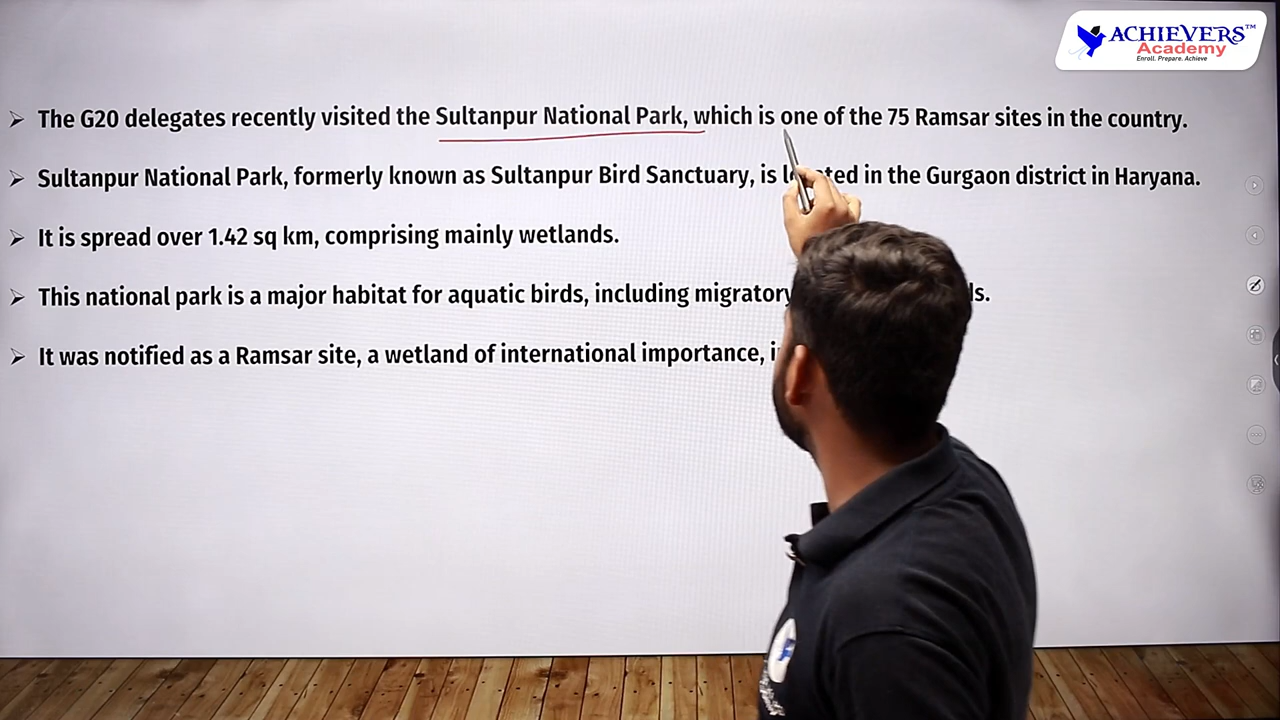 ACHIEVERS™
Academy
Enroll. Prepare. Achieve
➢ The G20 delegates recently visited the Sultanpur National Park, which is one of the 75 Ramsar sites in the country.
➢ Sultanpur National Park, formerly known as Sultanpur Bird Sanctuary, is located in the Gurgaon district in Haryana.
➢ It is spread over 1.42 sq km, comprising mainly wetlands.
➢ This national park is a major habitat for aquatic birds, including migratory
➢ It was notified as a Ramsar site, a wetland of international importance,